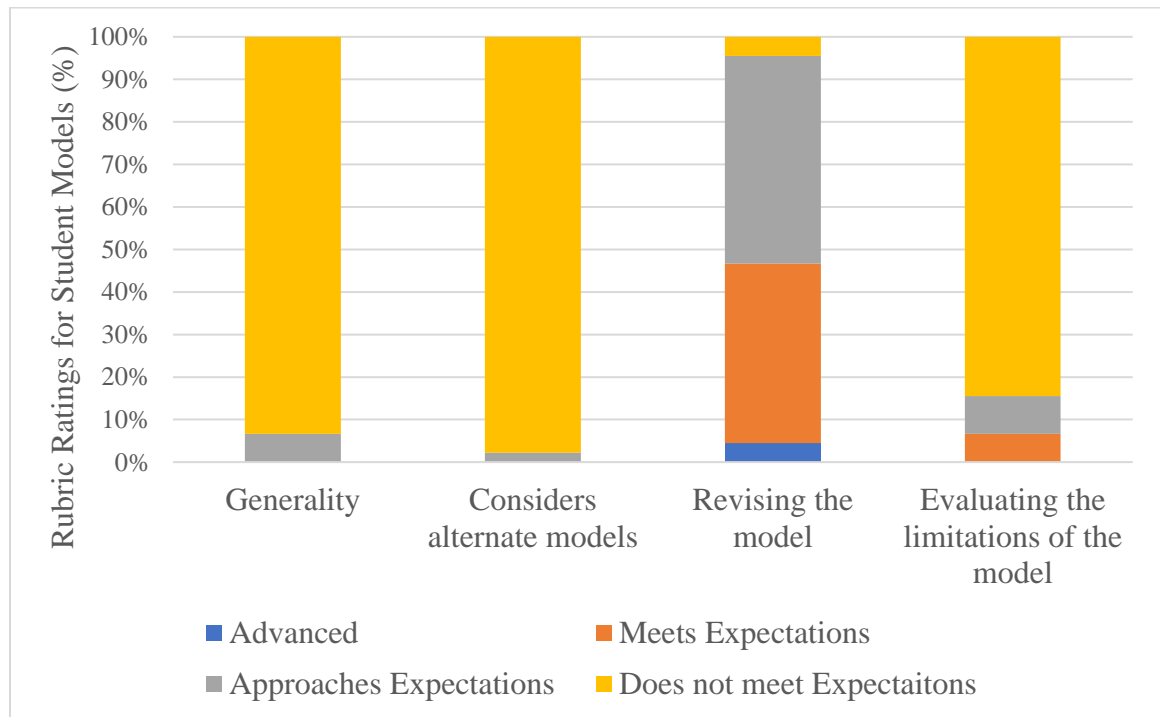 Rubric Ratings for Student Models (%)
100%
90%
80%
70%
60%
50%
40%
30%
20%
10%
0%
Generality
Considers
alternate models
Revising the
model
Evaluating the
limitations of the
model
Advanced
Meets Expectations
Approaches Expectations
Does not meet Expectaitons